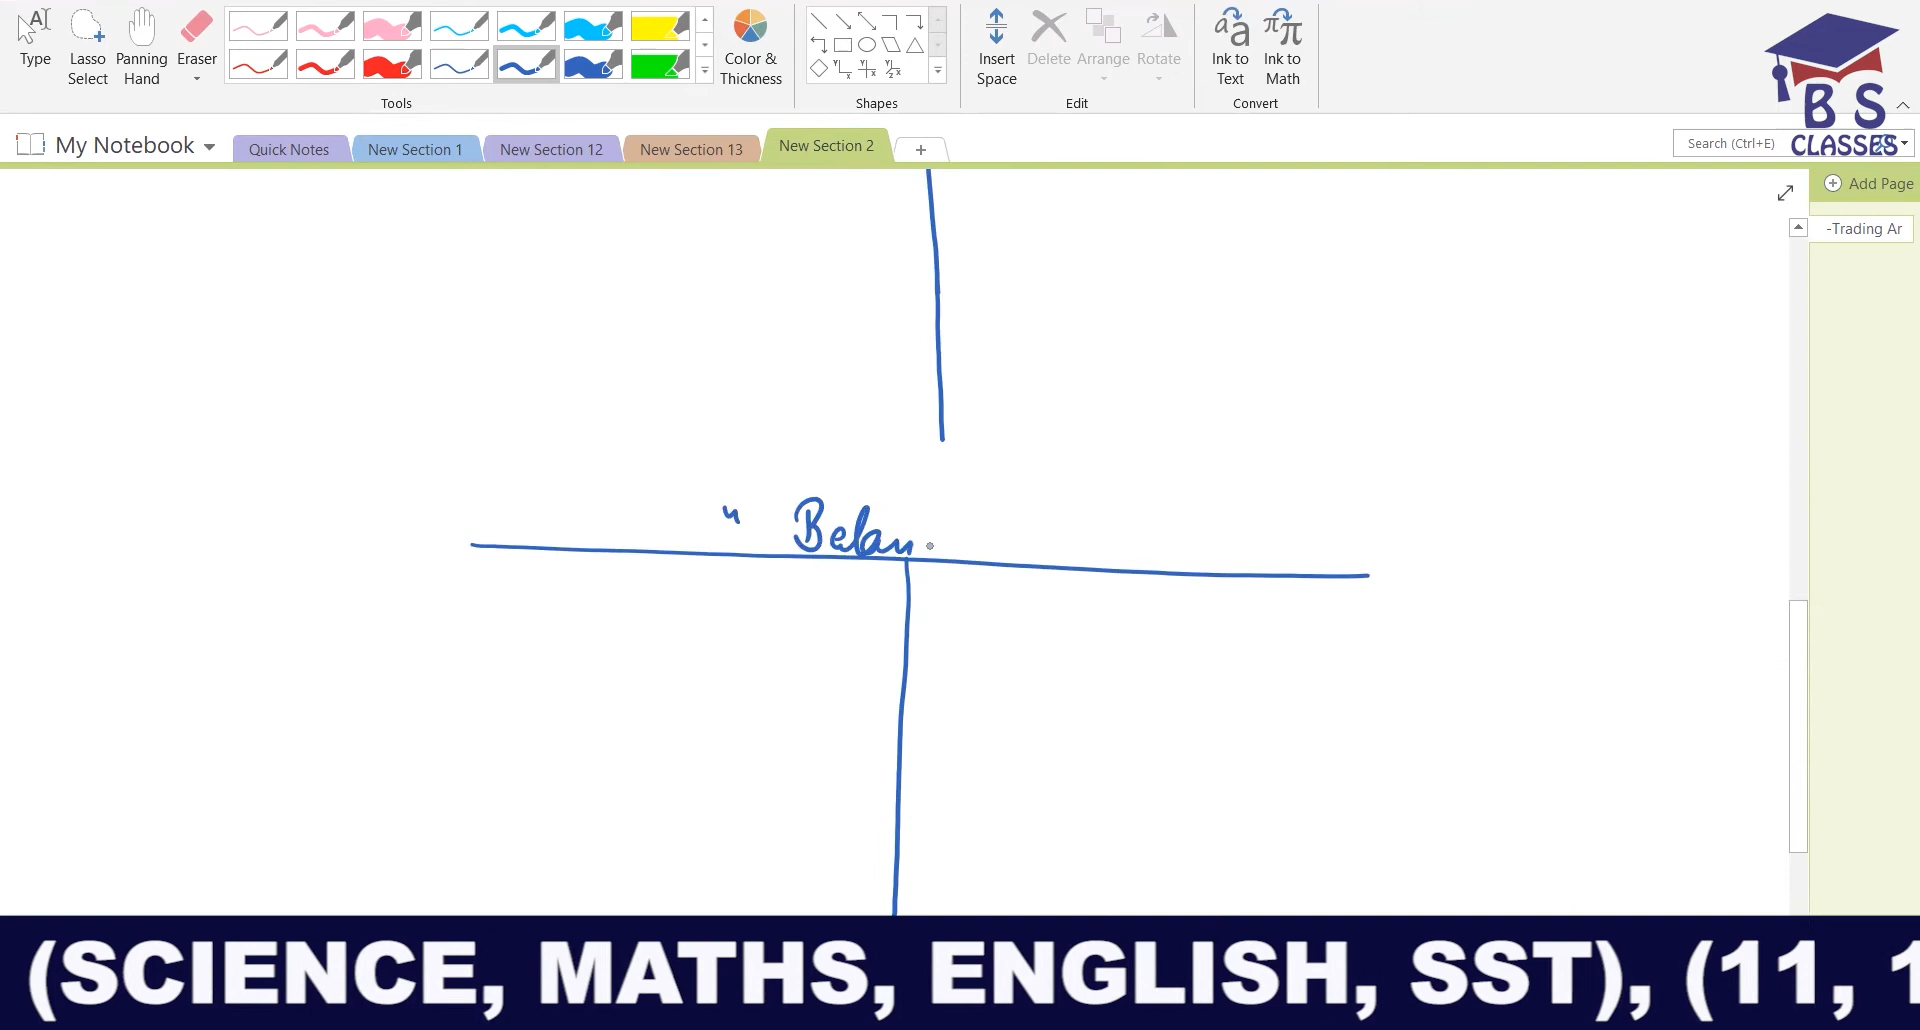 Type
Lasso Select
Panning Hand
Eraser
Color & Thickness
Insert Space
Delete
Arrange
Rotate
Ink to Text
Ink to Math
Tools
Shapes
Edit
Convert
B S
CLASSES
My Notebook
Quick Notes
New Section 1
New Section 12
New Section 13
New Section 2
+
Search (Ctrl+E)
Add Page
-Trading Ar
" Balan
(SCIENCE, MATHS, ENGLISH, SST), (11, 1